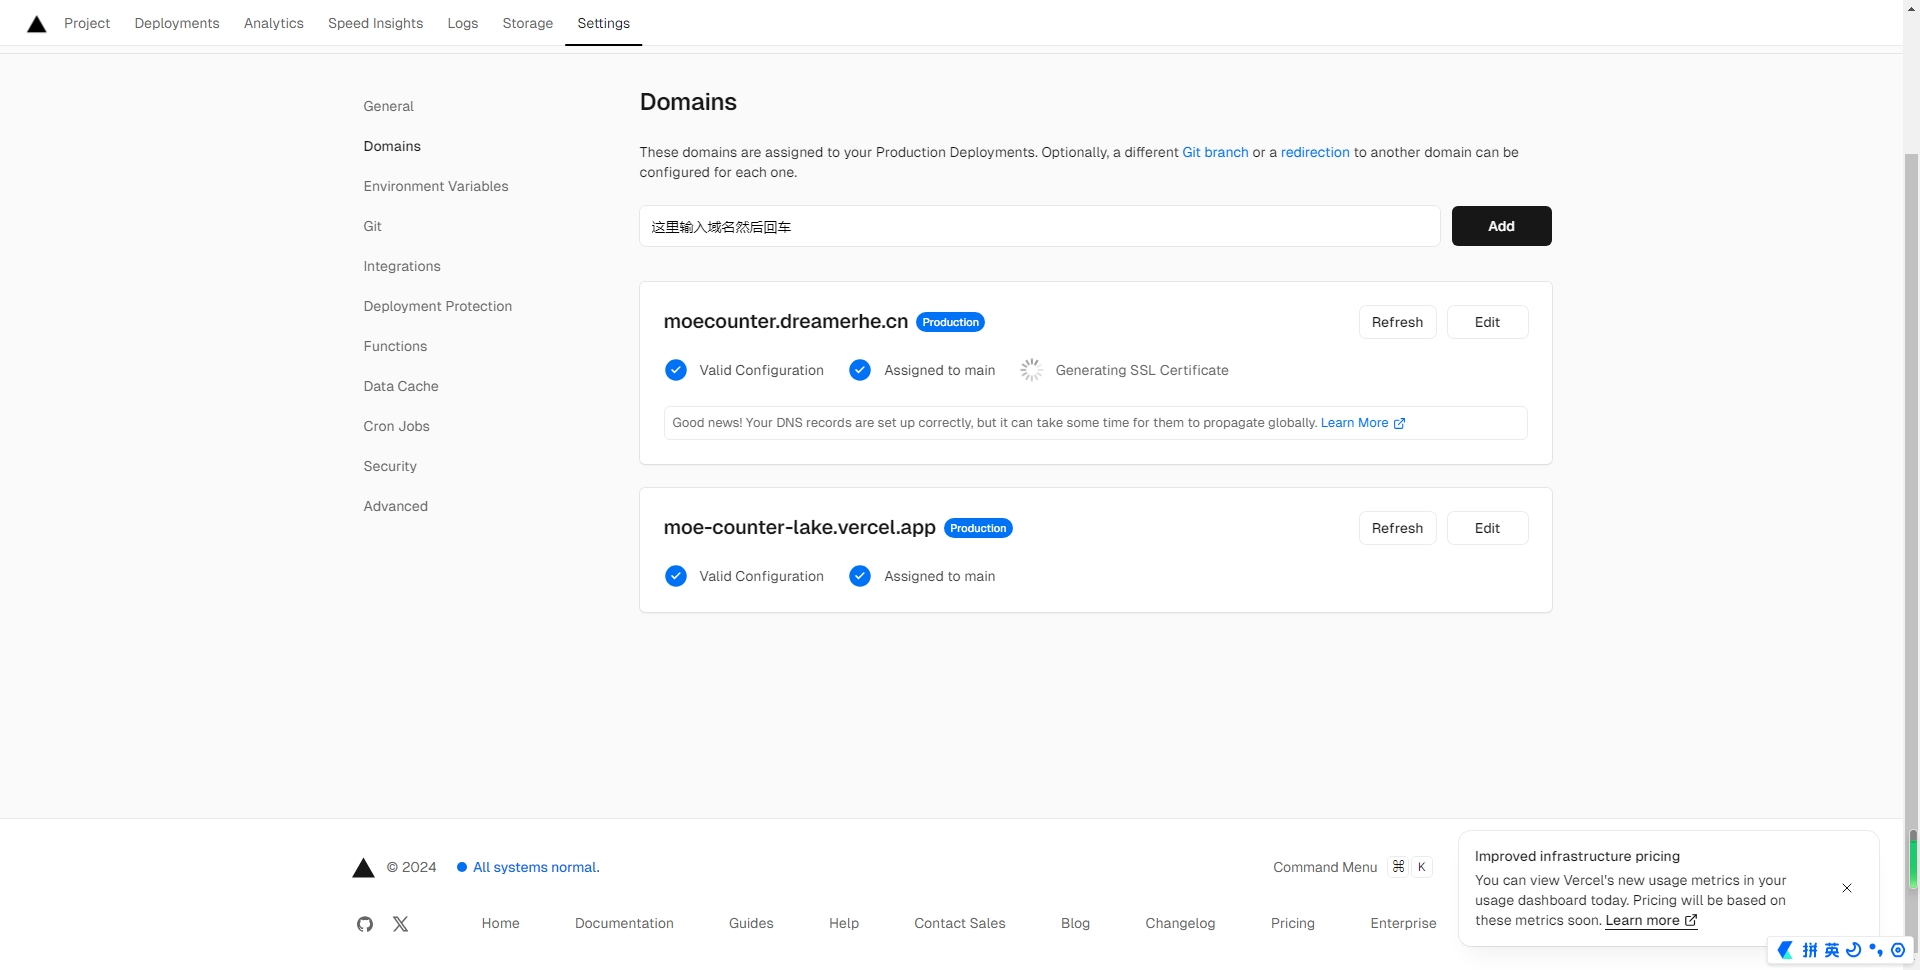 Project Deployments Analytics Speed Insights Logs Storage Settings
General
Domains
Environment Variables
Git
Integrations
Deployment Protection
Functions
Data Cache
Cron Jobs
Security
Advanced
Domains
These domains are assigned to your Production Deployments. Optionally, a different Git branch or a redirection to another domain can be
configured for each one.
这里输入域名然后回车 Add
moecounter.dreamerhe.cn Production Refresh Edit
Valid Configuration Assigned to main Generating SSL Certificate
Good news! Your DNS records are set up correctly, but it can take some time for them to propagate globally. Learn More
moe-counter-lake.vercel.app Production Refresh Edit
Valid Configuration Assigned to main
© 2024 All systems normal. Command Menu ⌘ K
Home Documentation Guides Help Contact Sales Blog Changelog Pricing Enterprise
Improved infrastructure pricing
You can view Vercel's new usage metrics in your
usage dashboard today. Pricing will be based on
these metrics soon. Learn more
拼 英